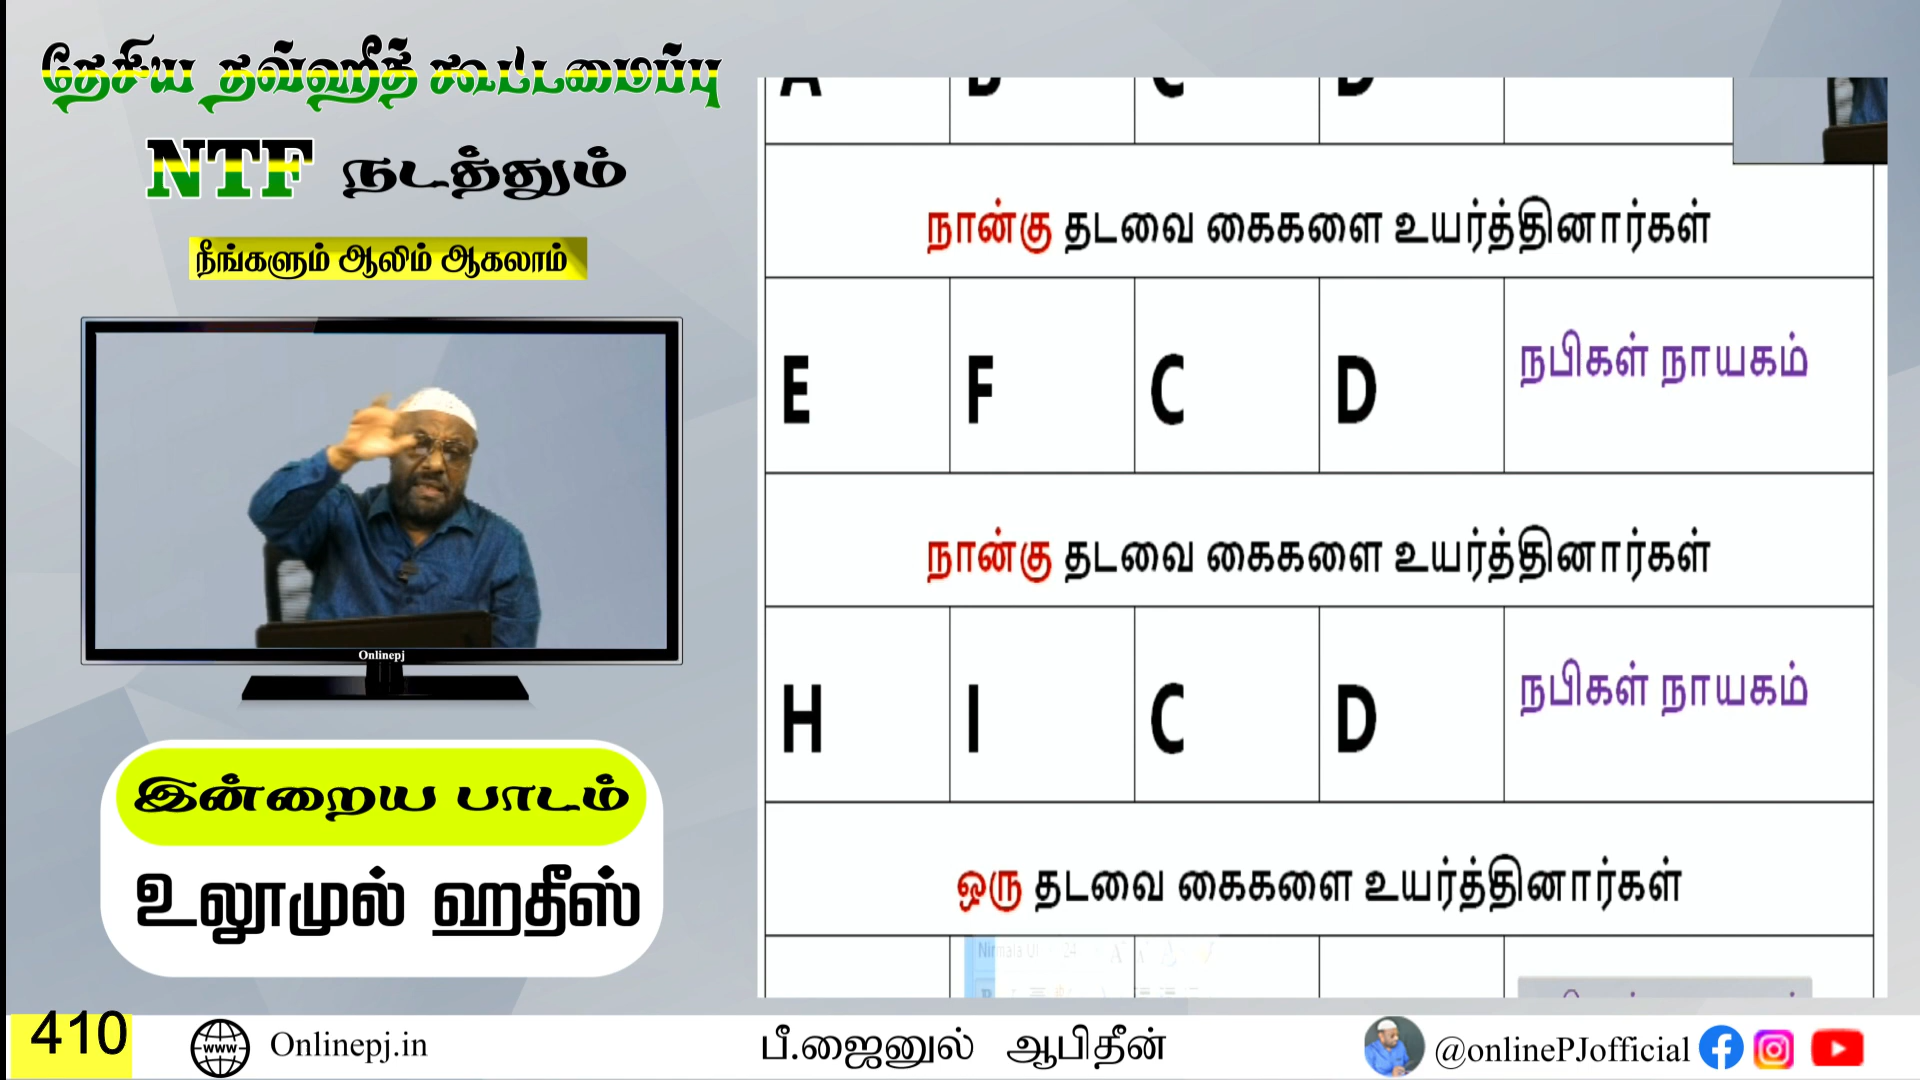 தேசிய தவ்ஹீத் கூட்டமைப்பு
NTF நடத்தும்
நீங்களும் ஆலிம் ஆகலாம்
Onlinepj
இன்றைய பாடம்
உலூமுல் ஹதீஸ்
A B C D
நான்கு தடவை கைகளை உயர்த்தினார்கள்
E F C D நபிகள் நாயகம்
நான்கு தடவை கைகளை உயர்த்தினார்கள்
H I C D நபிகள் நாயகம்
ஒரு தடவை கைகளை உயர்த்தினார்கள்
410
www
Onlinepj.in
பீ.ஜைனுல் ஆபிதீன்
@onlinePJofficial